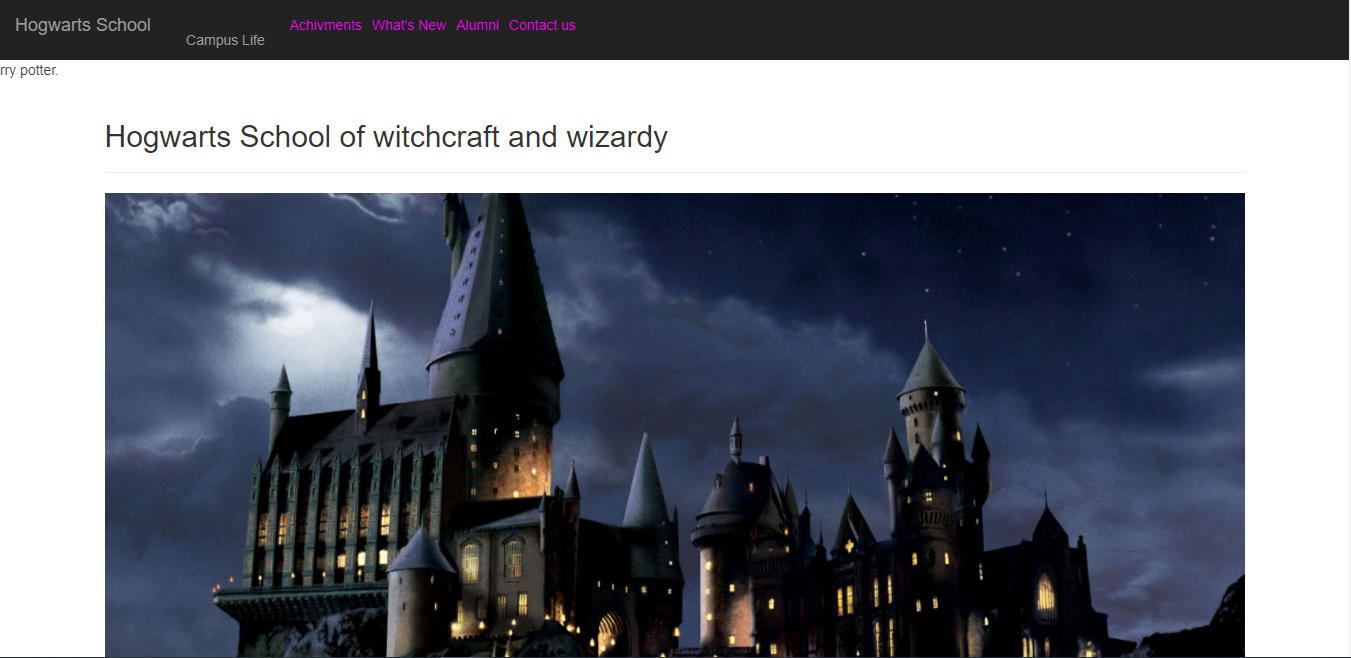 Hogwarts School
Campus Life
Achivments What's New Alumni Contact us
rry potter.
Hogwarts School of witchcraft and wizardy